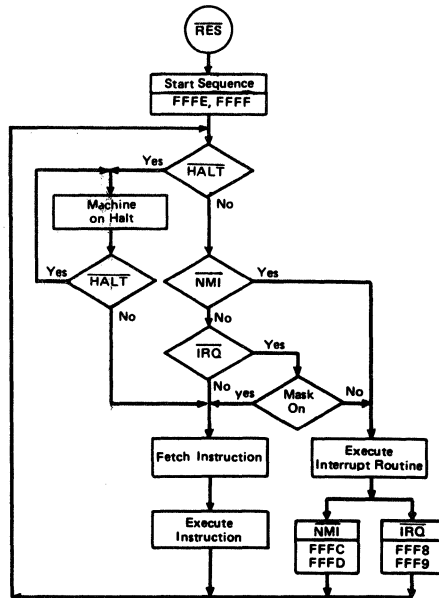 RES
Start Sequence
FFFE, FFFF
Yes
HALT
No
Machine
on Halt
Yes
HALT
No
NMI
Yes
No
IRQ
Yes
No
yes
Mask
On
No
Fetch Instruction
Execute
Interrupt Routine
Execute
Instruction
NMI
FFFC
FFFD
IRQ
FFF8
FFF9